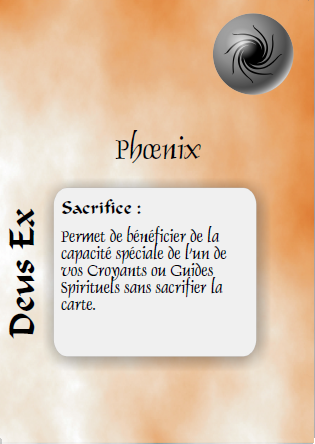 Phœnix
Deus Ex
Sacrifice :
Permet de bénéficier de la
capacité spéciale de l'un de
vos Croyants ou Guides
Spirituels sans sacrifier la
carte.